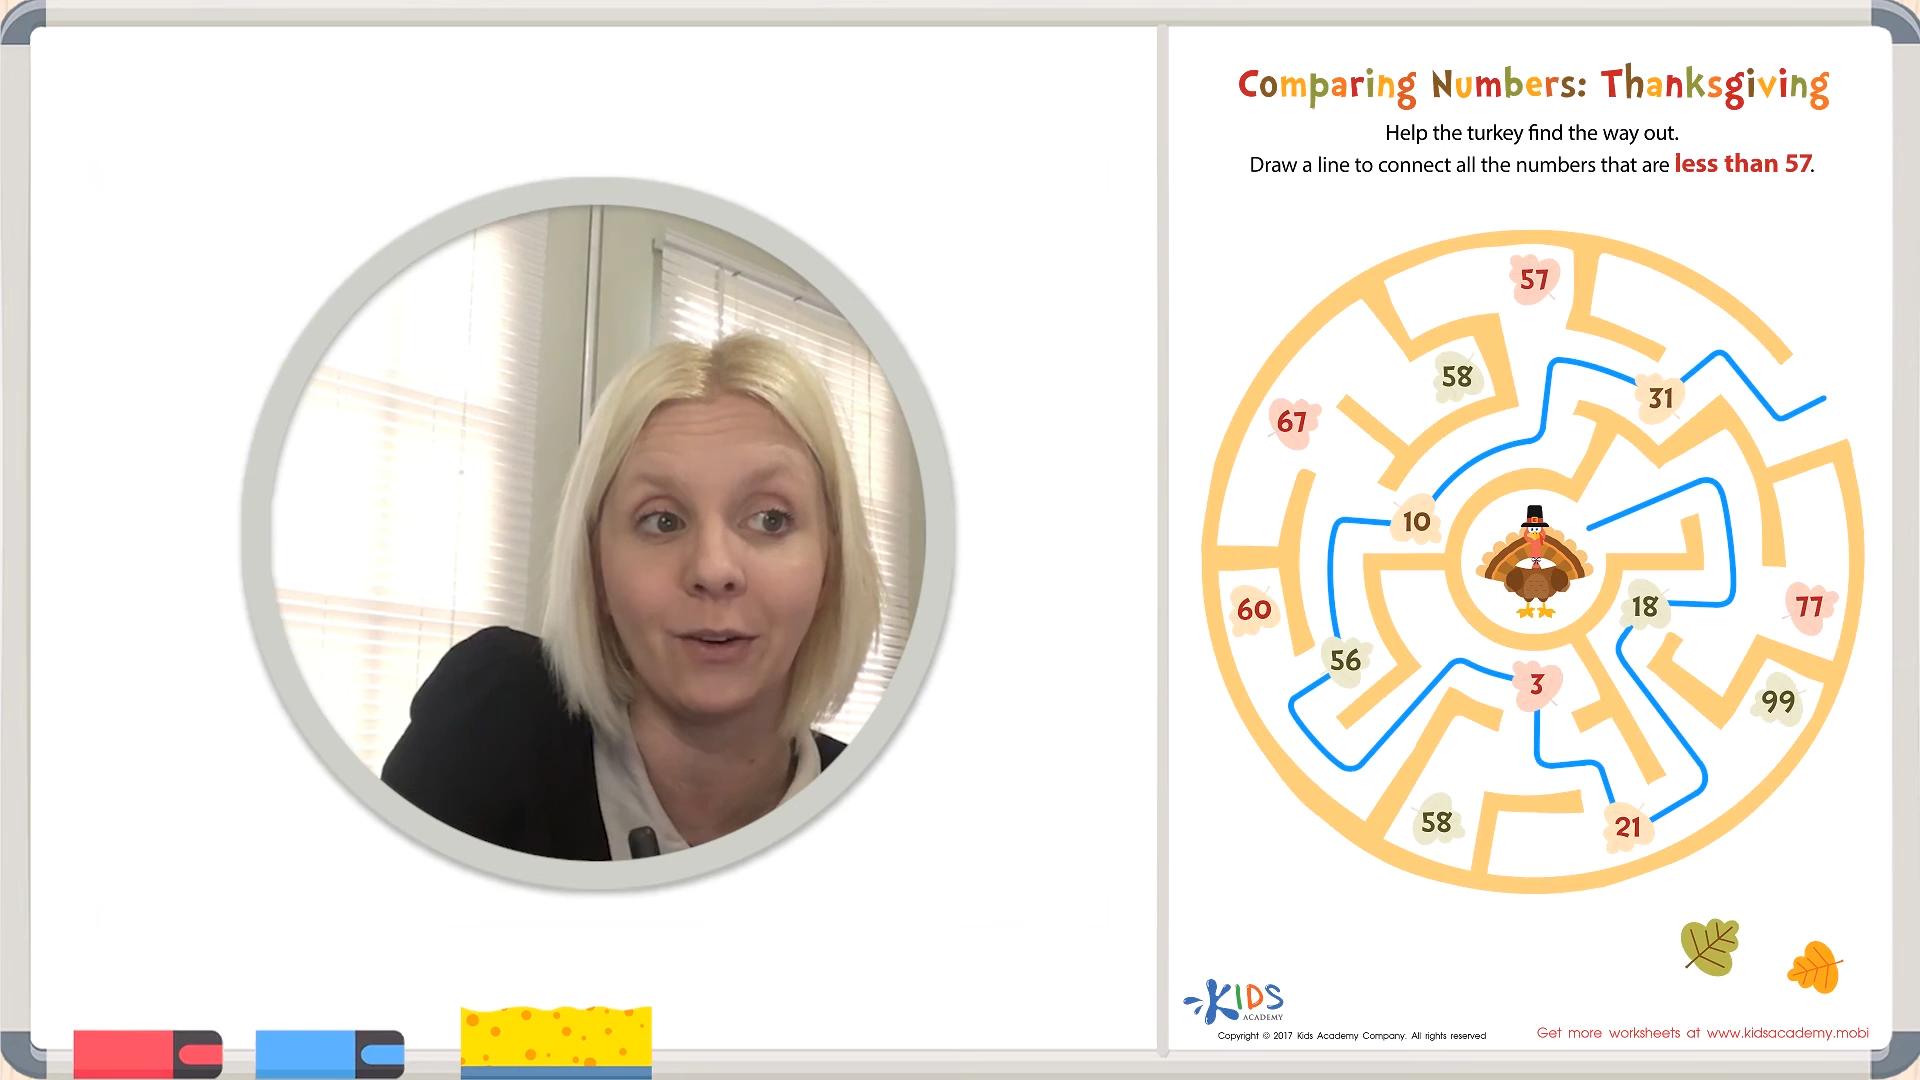 Comparing Numbers: Thanksgiving
Help the turkey find the way out.
Draw a line to connect all the numbers that are less than 57.
57
58
31
67
10
60
18
77
56
3
99
58
21
KIDS
ACADEMY
Copyright © 2017 Kids Academy Company. All rights reserved
Get more worksheets at www.kidsacademy.mobi